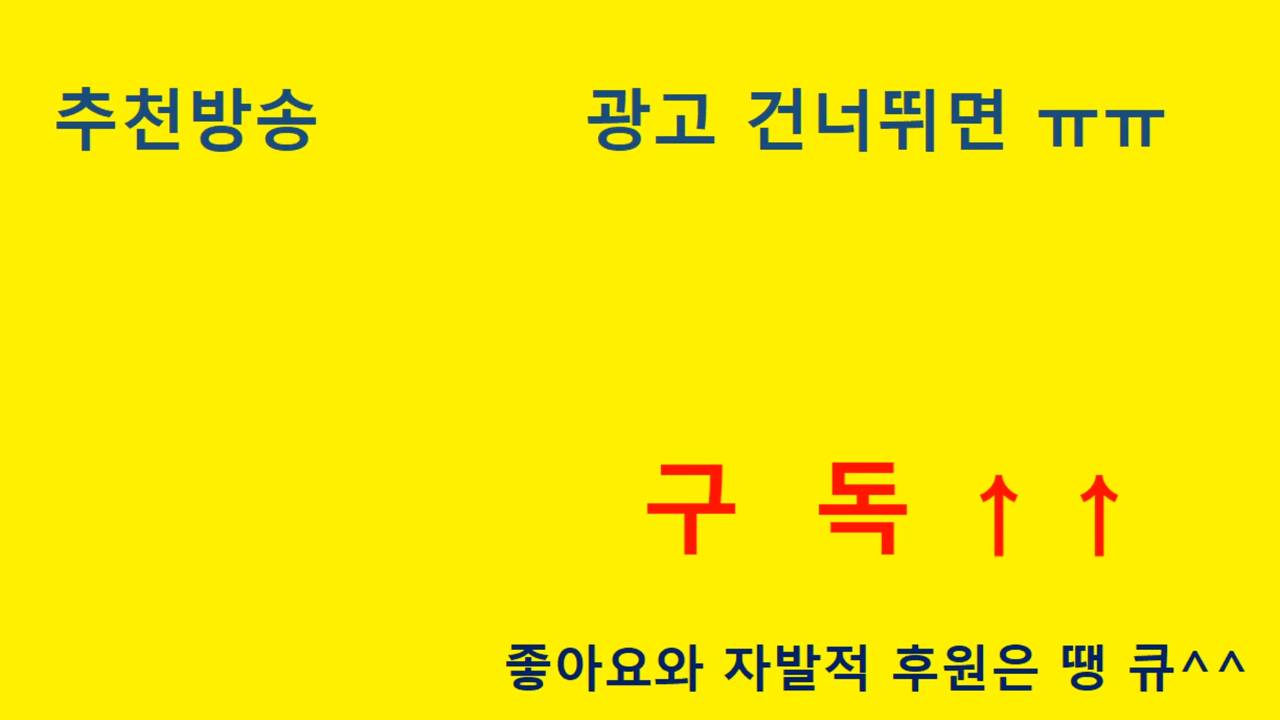 추천방송
광고 건너뛰면 ㅠㅠ
구 독 ↑ ↑
좋아요와 자발적 후원은 땡 큐^^